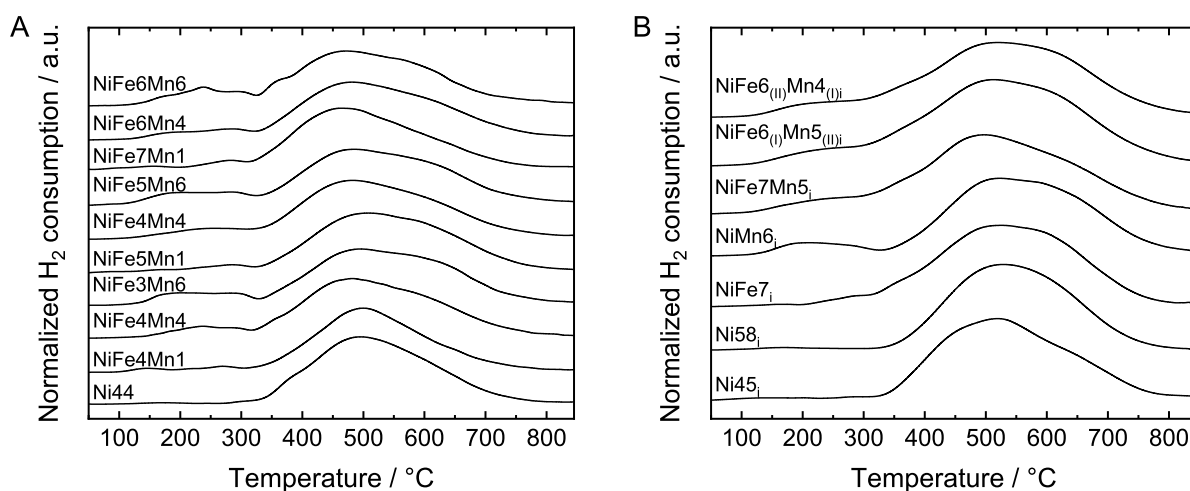 A
Normalized H₂ consumption / a.u.
NiFe6Mn6
NiFe6Mn4
NiFe7Mn1
NiFe5Mn6
NiFe4Mn4
NiFe5Mn1
NiFe3Mn6
NiFe4Mn4
NiFe4Mn1
Ni44
100 200 300 400 500 600 700 800
Temperature / °C
B
Normalized H₂ consumption / a.u.
NiFe6(II)Mn4(I)i
NiFe6(I)Mn5(II)i
NiFe7Mn5i
NiMn6i
NiFe7i
Ni58i
Ni45i
100 200 300 400 500 600 700 800
Temperature / °C